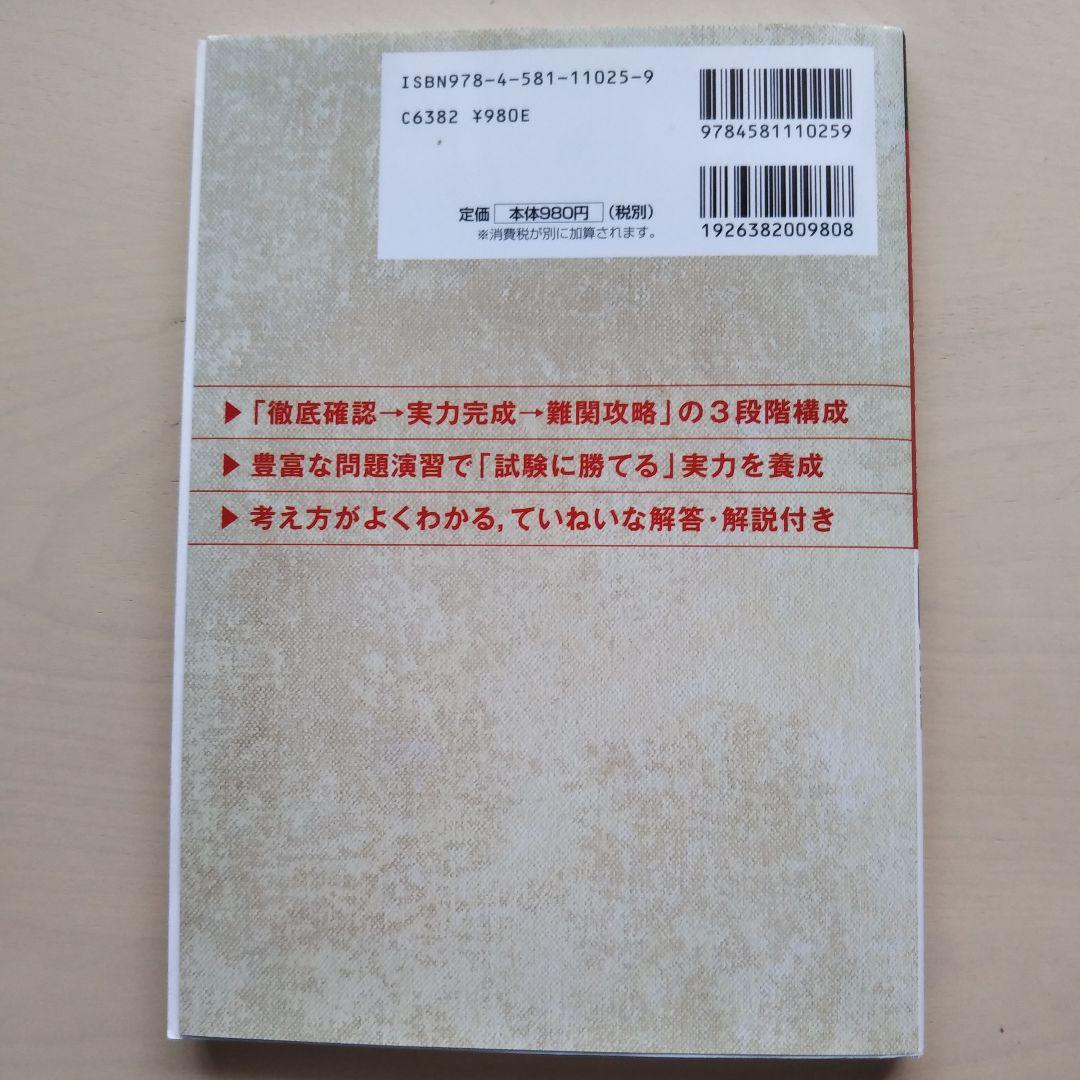 ISBN978-4-581-11025-9
C6382 ¥980E
9784581110259
定価 本体980円 (税別)
※消費税が別に加算されます。
1926382009808
▶「徹底確認→実力完成→難関攻略」の3段階構成
▶豊富な問題演習で「試験に勝てる」実力を養成
▶考え方がよくわかる,ていねいな解答・解説付き